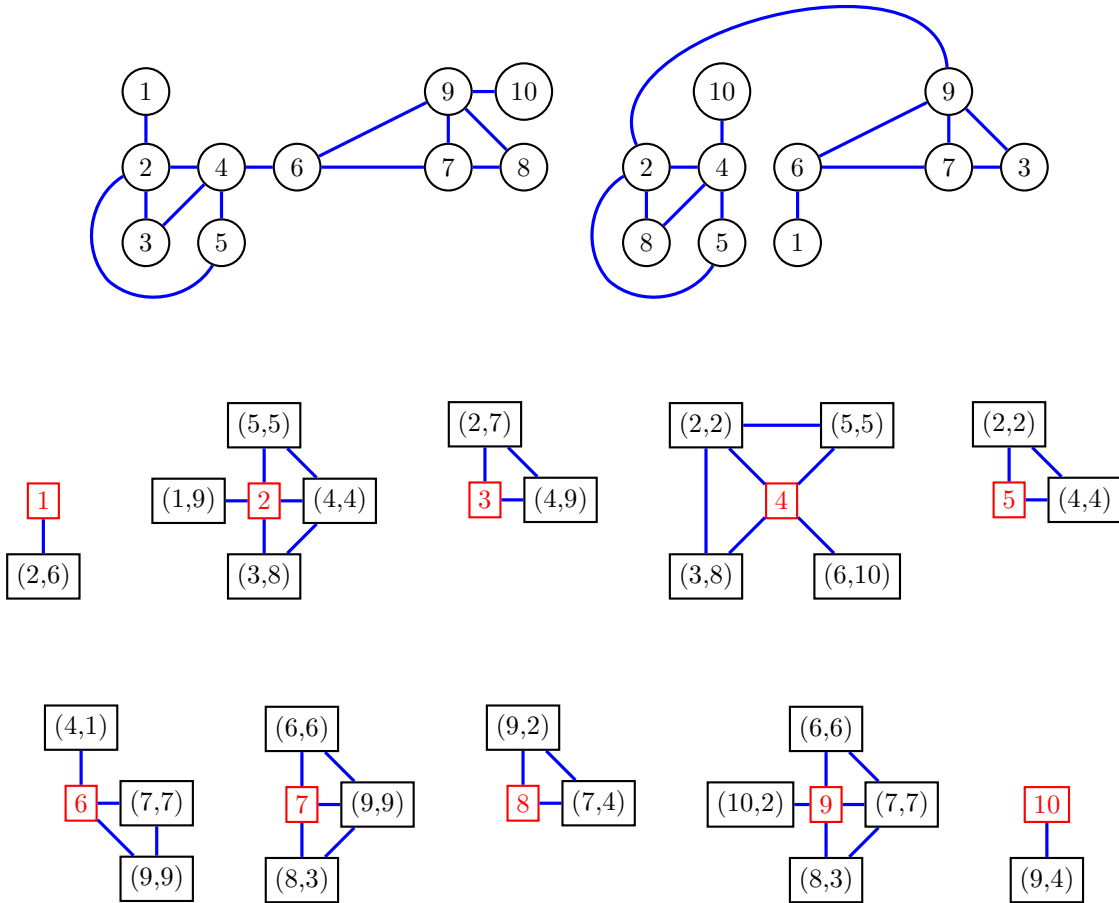 1 9 10 10 9
2 4 6 7 8 2 4 6 7 3
3 5 8 5 1
(5,5) (2,7) (2,2) (5,5) (2,2)
1 (1,9) 2 (4,4) 3 (4,9) 4 5 (4,4)
(2,6) (3,8) (3,8) (6,10)
(4,1) (6,6) (9,2) (6,6)
6 (7,7) 7 (9,9) 8 (7,4) (10,2) 9 (7,7) 10
(9,9) (8,3) (8,3) (9,4)